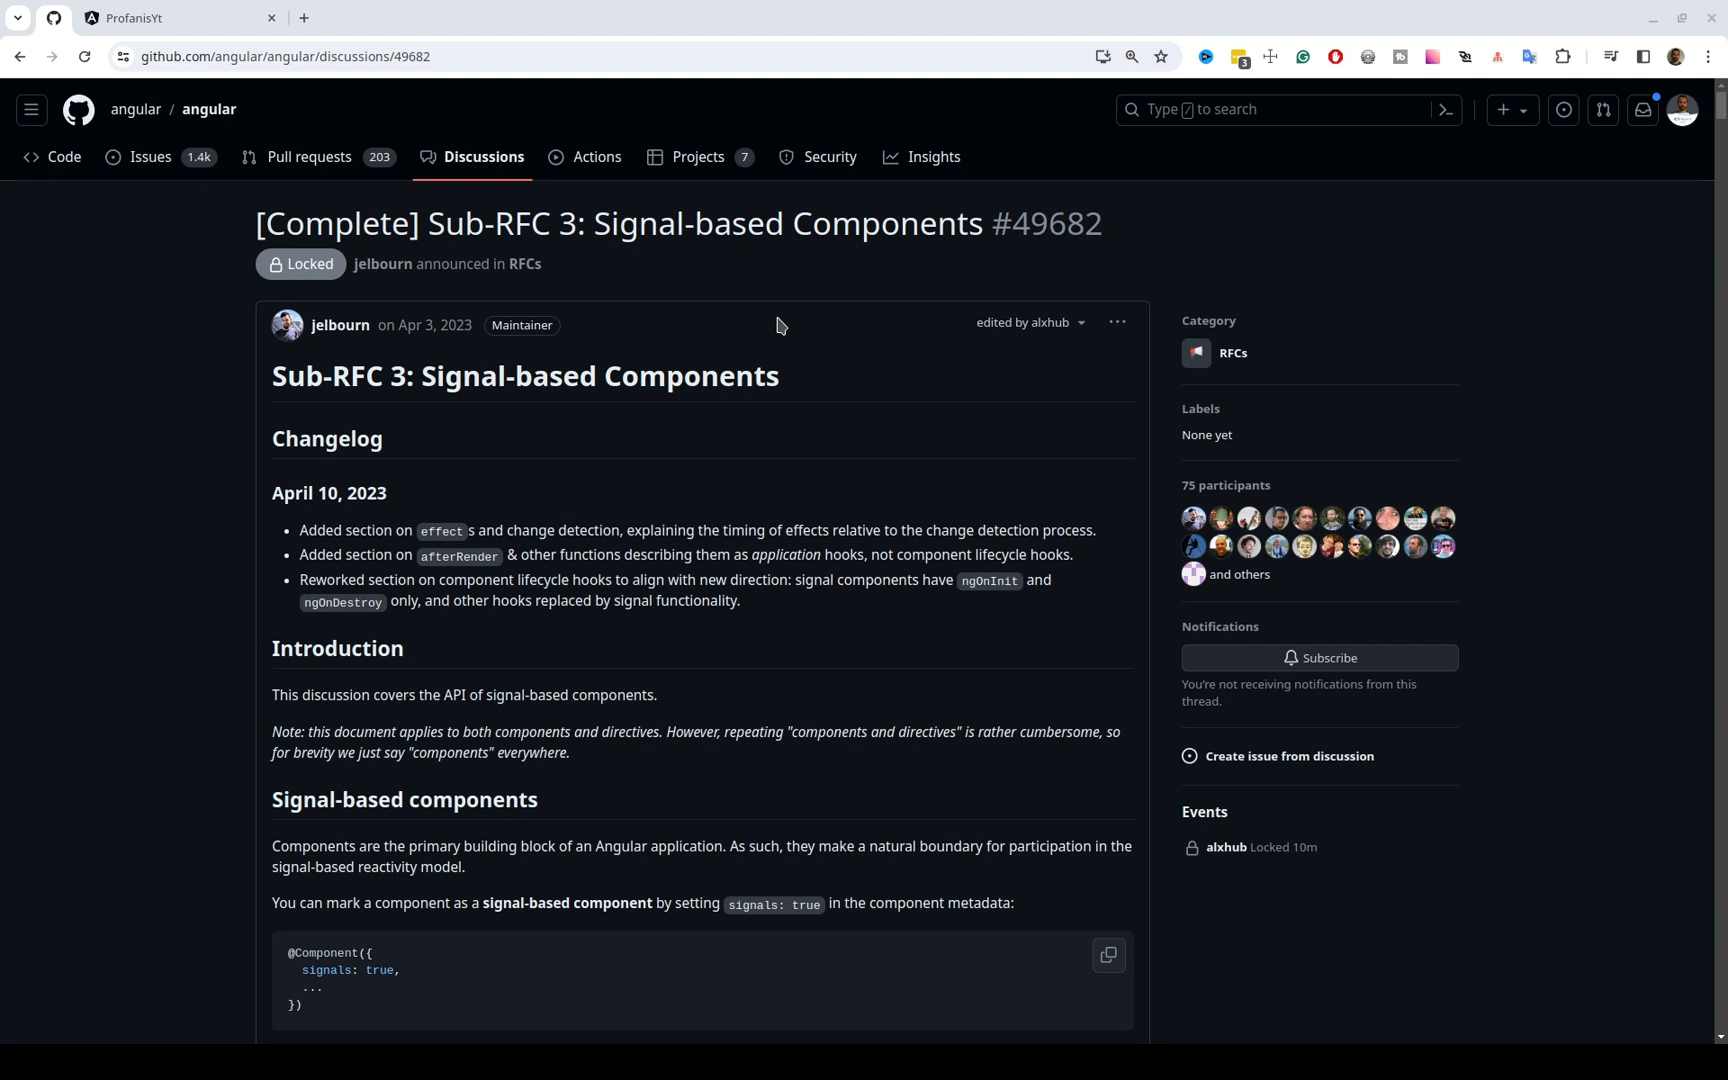 ProfanisYt
github.com/angular/angular/discussions/49682
3
angular / angular
Type / to search
Code
Issues 1.4k
Pull requests 203
Discussions
Actions
Projects 7
Security
Insights
[Complete] Sub-RFC 3: Signal-based Components #49682
Locked jelbourn announced in RFCs
jelbourn on Apr 3, 2023 Maintainer
edited by alxhub
Sub-RFC 3: Signal-based Components
Changelog
April 10, 2023
• Added section on effects and change detection, explaining the timing of effects relative to the change detection process.
• Added section on afterRender & other functions describing them as application hooks, not component lifecycle hooks.
• Reworked section on component lifecycle hooks to align with new direction: signal components have ngOnInit and
ngOnDestroy only, and other hooks replaced by signal functionality.
Introduction
This discussion covers the API of signal-based components.
Note: this document applies to both components and directives. However, repeating "components and directives" is rather cumbersome, so
for brevity we just say "components" everywhere.
Signal-based components
Components are the primary building block of an Angular application. As such, they make a natural boundary for participation in the
signal-based reactivity model.
You can mark a component as a signal-based component by setting signals: true in the component metadata:
@Component({
signals: true,
...
})
Category
RFCs
Labels
None yet
75 participants
and others
Notifications
Subscribe
You're not receiving notifications from this
thread.
Create issue from discussion
Events
alxhub Locked 10m